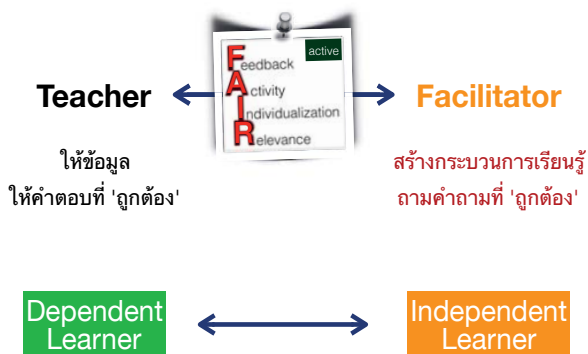 active
Feedback
Activity
Individualization
Relevance
Teacher
Facilitator
ให้ข้อมูล
ให้คำตอบที่ 'ถูกต้อง'
สร้างกระบวนการเรียนรู้
ถามคำถามที่ 'ถูกต้อง'
Dependent
Learner
Independent
Learner